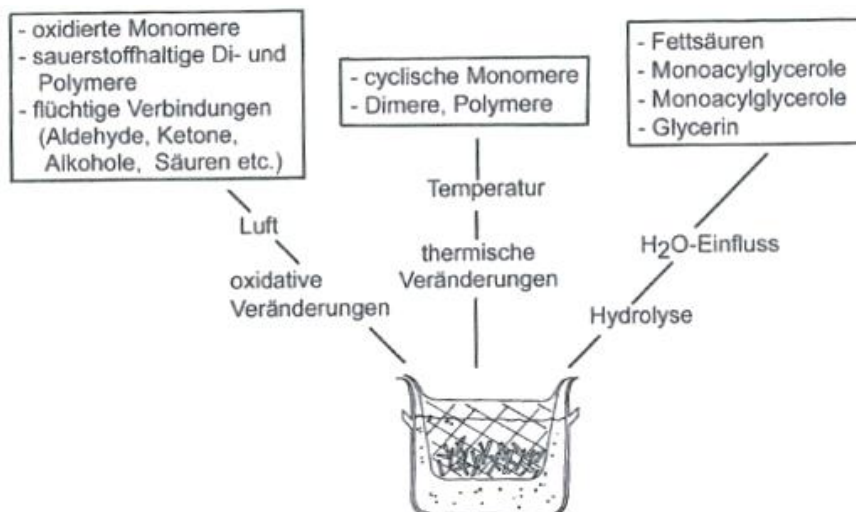 - oxidierte Monomere
- sauerstoffhaltige Di- und
Polymere
- flüchtige Verbindungen
(Aldehyde, Ketone,
Alkohole, Säuren etc.)
- cyclische Monomere
- Dimere, Polymere
- Fettsäuren
- Monoacylglycerole
- Monoacylglycerole
- Glycerin
Luft
oxidative
Veränderungen
Temperatur
thermische
Veränderungen
H2O-Einfluss
Hydrolyse